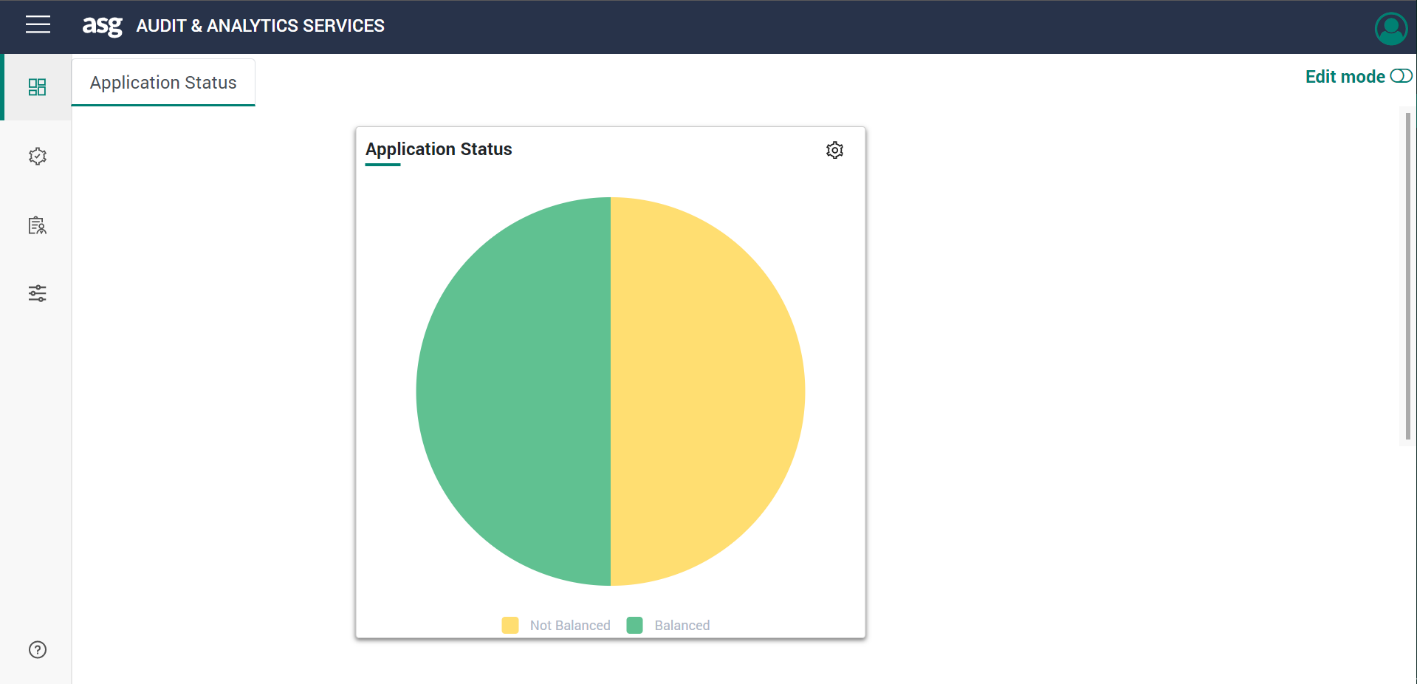 asg AUDIT & ANALYTICS SERVICES
Application Status
Edit mode
Application Status
Not Balanced Balanced
?